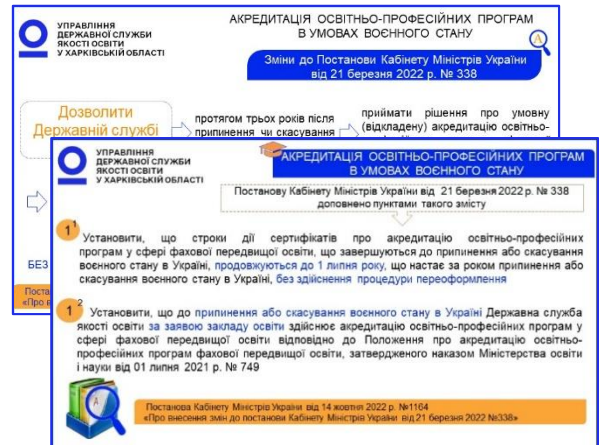 УПРАВЛІННЯ
ДЕРЖАВНОЇ СЛУЖБИ
ЯКОСТІ ОСВІТИ
У ХАРКІВСЬКІЙ ОБЛАСТІ
АКРЕДИТАЦІЯ ОСВІТНЬО-ПРОФЕСІЙНИХ ПРОГРАМ
В УМОВАХ ВОЄННОГО СТАНУ
Зміни до Постанови Кабінету Міністрів України
від 21 березня 2022 р. № 338
Дозволити
Державній службі
протягом трьох років після
припинення чи скасування
приймати рішення про умовну
(відкладену) акредитацію освітньо-
БЕЗ
УПРАВЛІННЯ
ДЕРЖАВНОЇ СЛУЖБИ
ЯКОСТІ ОСВІТИ
У ХАРКІВСЬКІЙ ОБЛАСТІ
АКРЕДИТАЦІЯ ОСВІТНЬО-ПРОФЕСІЙНИХ ПРОГРАМ
В УМОВАХ ВОЄННОГО СТАНУ
Постанову Кабінету Міністрів України від 21 березня 2022 р. № 338
доповнено пунктами такого змісту
1¹ Установити, що строки дії сертифікатів про акредитацію освітньо-професійних
програм у сфері фахової передвищої освіти, що завершуються до припинення або скасування
воєнного стану в Україні, продовжуються до 1 липня року, що настає за роком припинення або
скасування воєнного стану в Україні, без здійснення процедури переоформлення
1² Установити, що до припинення або скасування воєнного стану в Україні Державна служба
якості освіти за заявою закладу освіти здійснює акредитацію освітньо-професійних програм у
сфері фахової передвищої освіти відповідно до Положення про акредитацію освітньо-
професійних програм фахової передвищої освіти, затвердженого наказом Міністерства освіти
і науки від 01 липня 2021 р. № 749
Постанова Кабінету Міністрів України від 14 жовтня 2022 р. №1164
«Про внесення змін до постанови Кабінету Міністрів України від 21 березня 2022 №338»